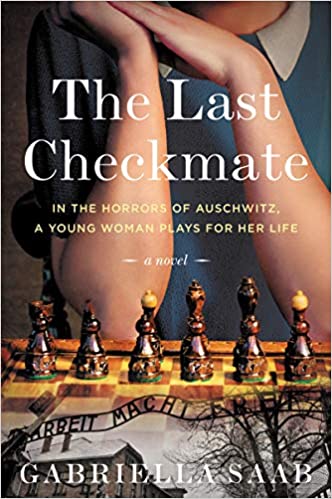 The Last
Checkmate
IN THE HORRORS OF AUSCHWITZ,
A YOUNG WOMAN PLAYS FOR HER LIFE
a novel
ARBEIT MACHT
GABRIELLA SAAB